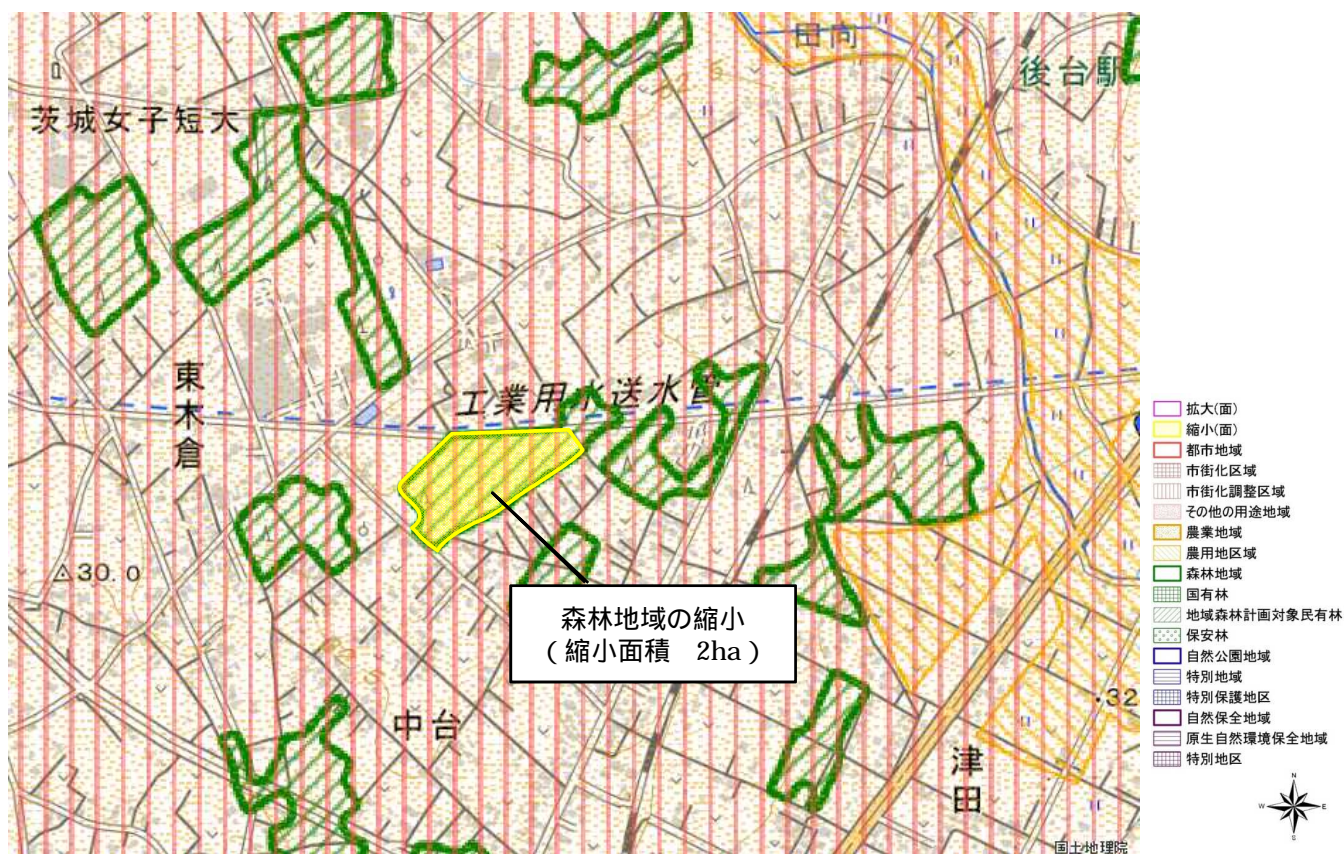 田向
後台駅
茨城女子短大
工業用水送水管
東木倉
30.0
森林地域の縮小
(縮小面積 2ha)
・32
中台
津田
国土地理院
拡大(面)
縮小(面)
都市地域
市街化区域
市街化調整区域
その他の用途地域
農業地域
農用地区域
森林地域
国有林
地域森林計画対象民有林
保安林
自然公園地域
特別地域
特別保護地区
自然保全地域
原生自然環境保全地域
特別地区
N
W
E
S